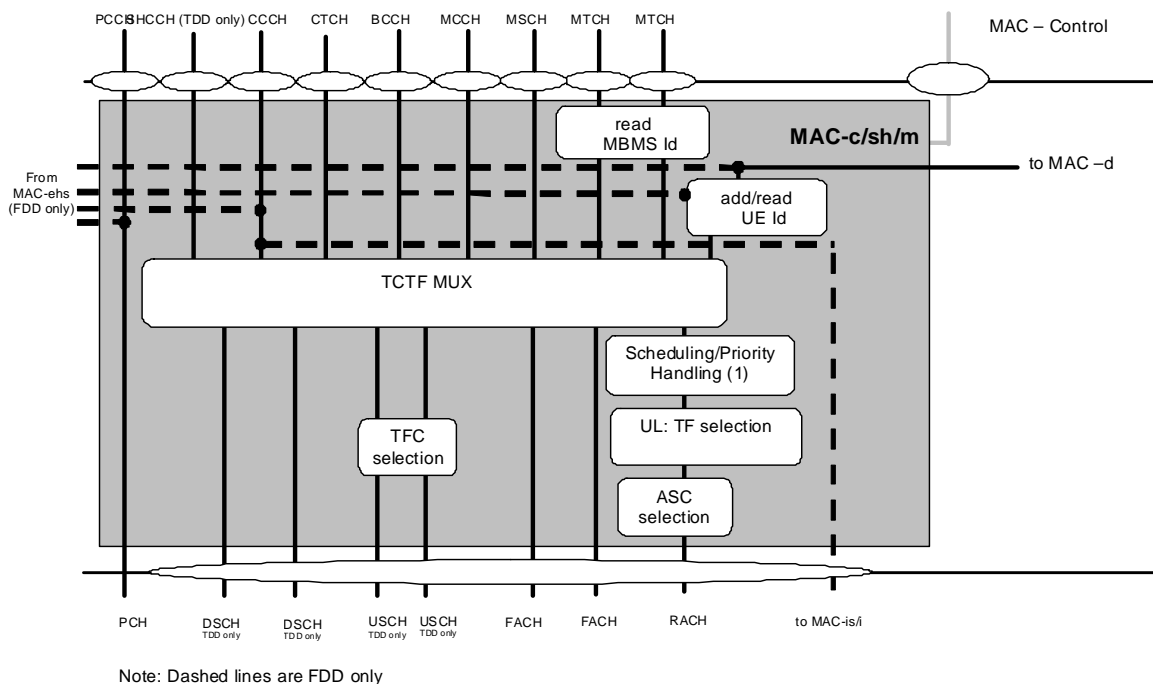 PCCH SHCCH (TDD only) CCCH CTCH BCCH MCCH MSCH MTCH MTCH
MAC – Control
read
MBMS Id
MAC-c/sh/m
From
MAC-ehs
(FDD only)
to MAC –d
add/read
UE Id
TCTF MUX
Scheduling/Priority
Handling (1)
UL: TF selection
TFC
selection
ASC
selection
PCH
DSCH
TDD only
DSCH
TDD only
USCH
TDD only
USCH
TDD only
FACH
FACH
RACH
to MAC-is/i
Note: Dashed lines are FDD only